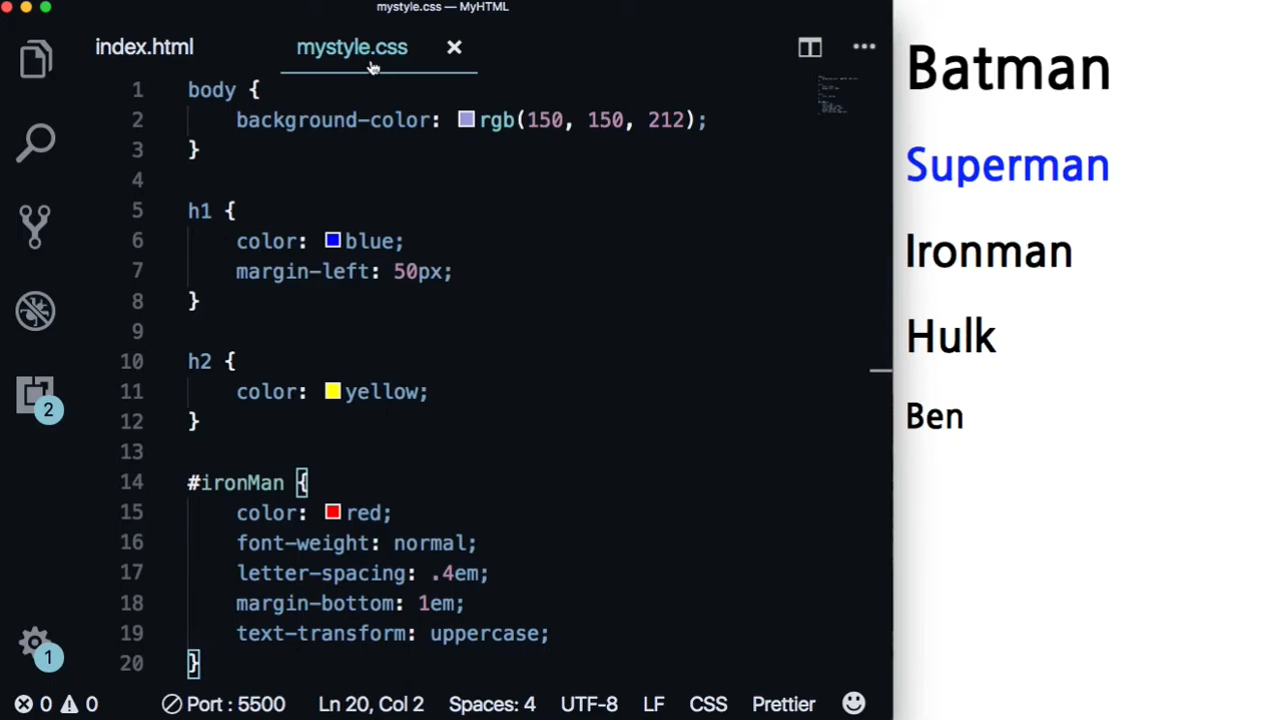 mystyle.css — MyHTML
index.html mystyle.css
1 body {
2 background-color: rgb(150, 150, 212);
3 }
4
5 h1 {
6 color: blue;
7 margin-left: 50px;
8 }
9
10 h2 {
11 color: yellow;
12 }
13
14 #ironMan {
15 color: red;
16 font-weight: normal;
17 letter-spacing: .4em;
18 margin-bottom: 1em;
19 text-transform: uppercase;
20 }
2
1
0 0 Port : 5500 Ln 20, Col 2 Spaces: 4 UTF-8 LF CSS Prettier
Batman
Superman
Ironman
Hulk
Ben